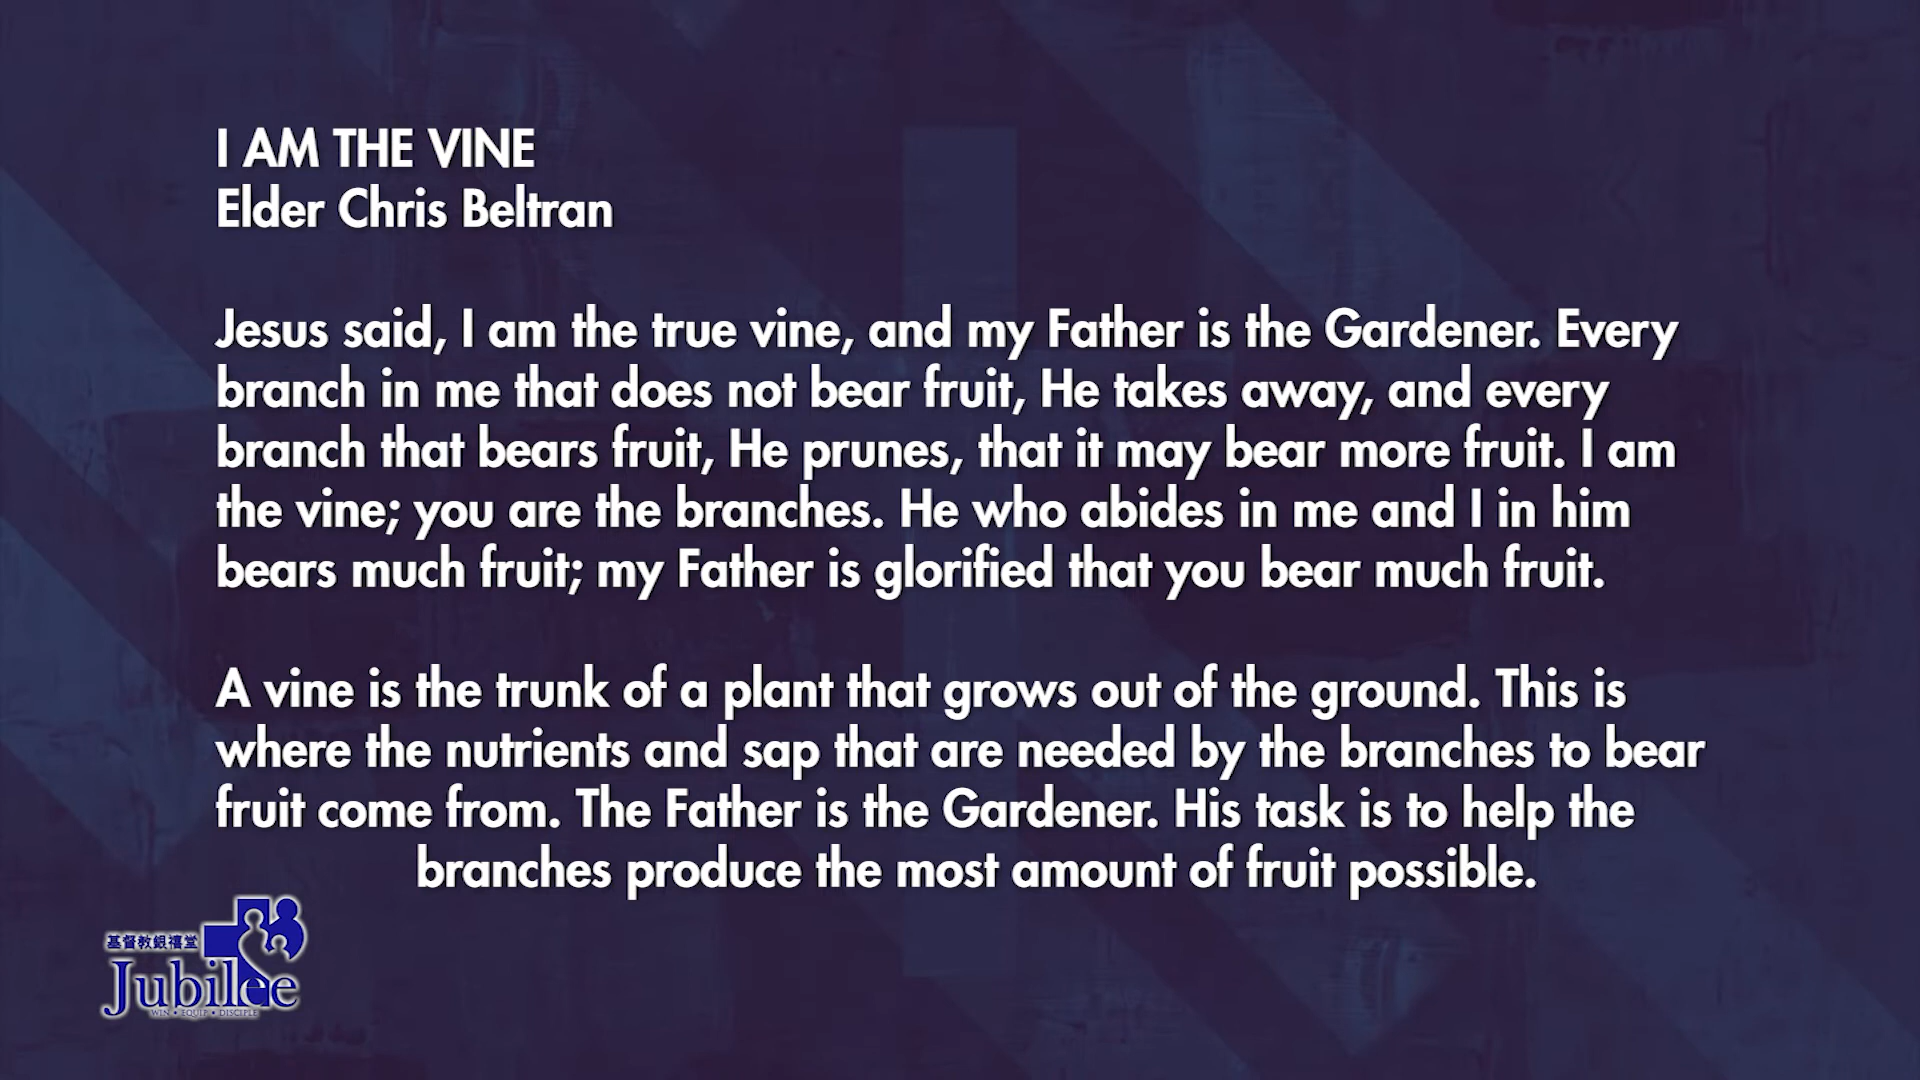 I AM THE VINE
Elder Chris Beltran
Jesus said, I am the true vine, and my Father is the Gardener. Every
branch in me that does not bear fruit, He takes away, and every
branch that bears fruit, He prunes, that it may bear more fruit. I am
the vine; you are the branches. He who abides in me and I in him
bears much fruit; my Father is glorified that you bear much fruit.
A vine is the trunk of a plant that grows out of the ground. This is
where the nutrients and sap that are needed by the branches to bear
fruit come from. The Father is the Gardener. His task is to help the
branches produce the most amount of fruit possible.
基督教銀禧堂
Jubilee
WIN • EQUIP • DISCIPLE